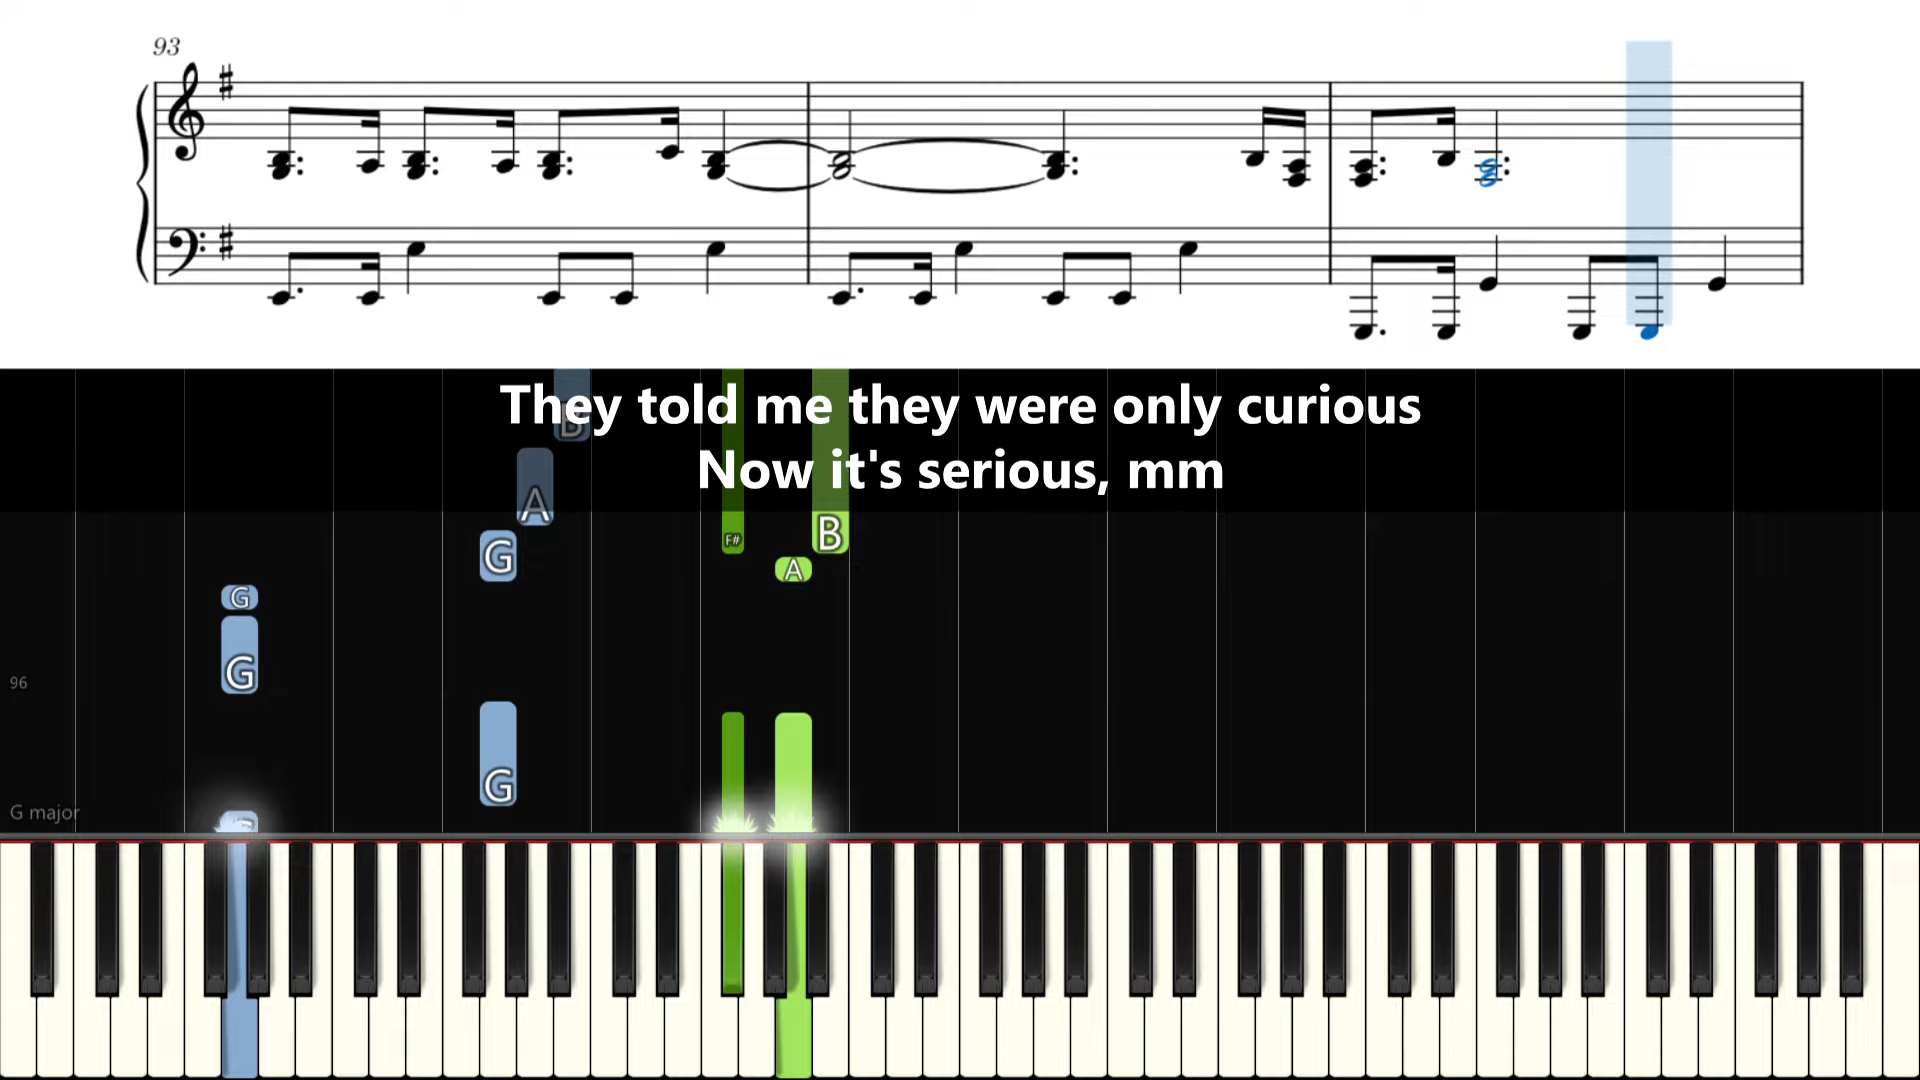 93
They told me they were only curious
Now it's serious, mm
B
A
F#
B
G
A
G
G
96
G
G major